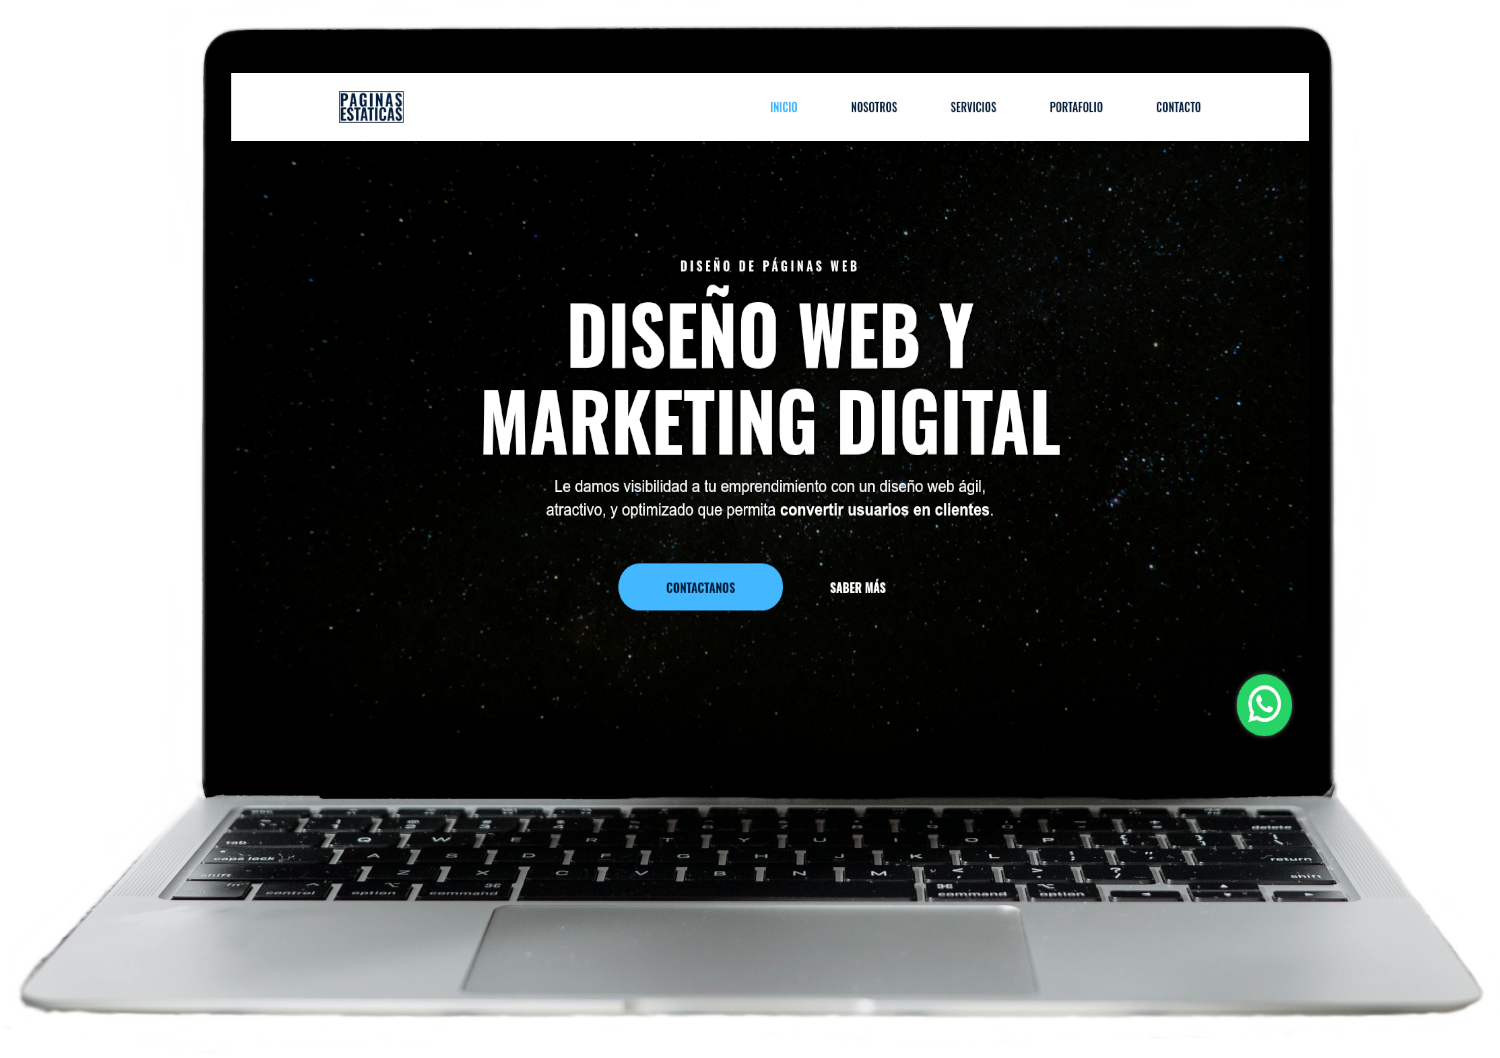 PAGINAS
ESTATICAS
INICIO NOSOTROS SERVICIOS PORTAFOLIO CONTACTO
DISEÑO DE PÁGINAS WEB
DISEÑO WEB Y
MARKETING DIGITAL
Le damos visibilidad a tu emprendimiento con un diseño web ágil,
atractivo, y optimizado que permita convertir usuarios en clientes.
CONTACTANOS SABER MÁS
esc
delete
tab Q W E R T Y U I O P
caps lock A S D F G H J K L return
shift Z X C V B N M shift
fn control option command command option